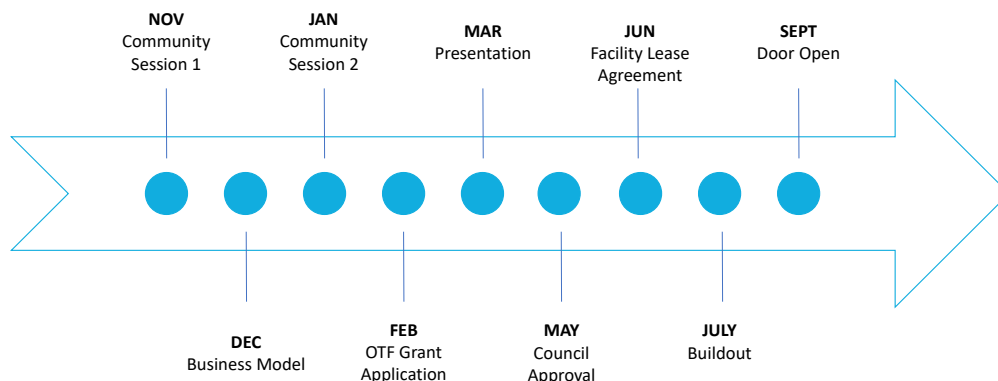 NOV
Community
Session 1
JAN
Community
Session 2
MAR
Presentation
JUN
Facility Lease
Agreement
SEPT
Door Open
DEC
Business Model
FEB
OTF Grant
Application
MAY
Council
Approval
JULY
Buildout